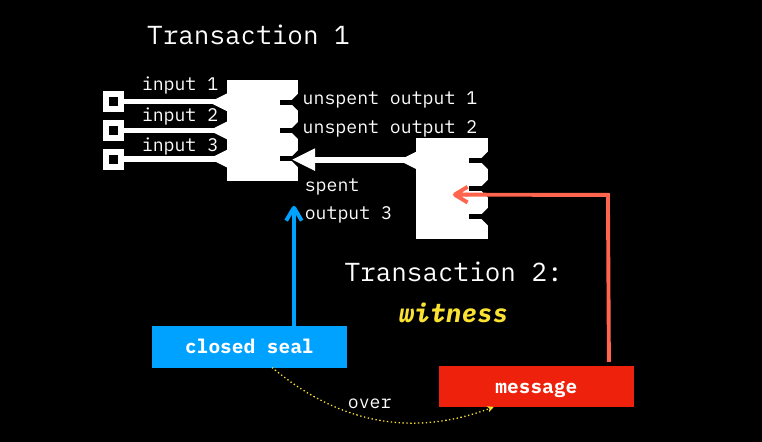 Transaction 1
input 1
input 2
input 3
unspent output 1
unspent output 2
spent
output 3
Transaction 2:
witness
closed seal
message
over